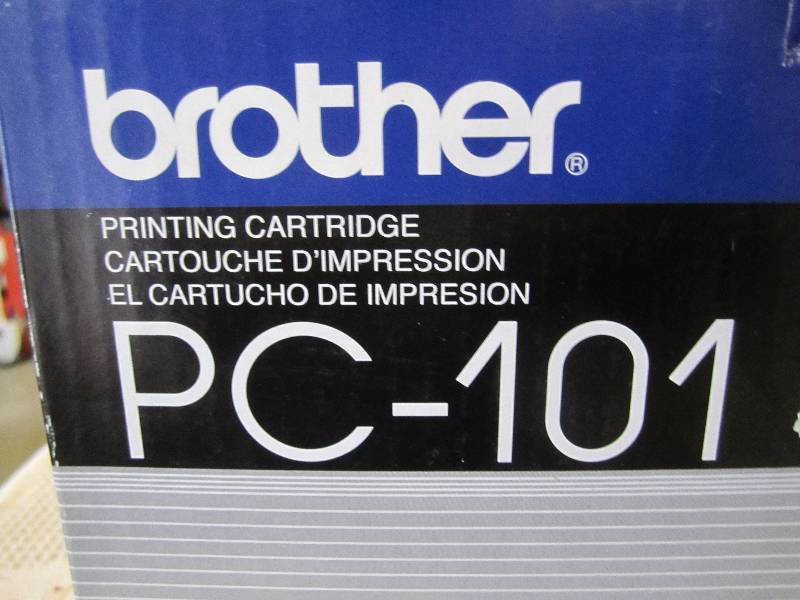 brother®
PRINTING CARTRIDGE
CARTOUCHE D'IMPRESSION
EL CARTUCHO DE IMPRESION
PC-101